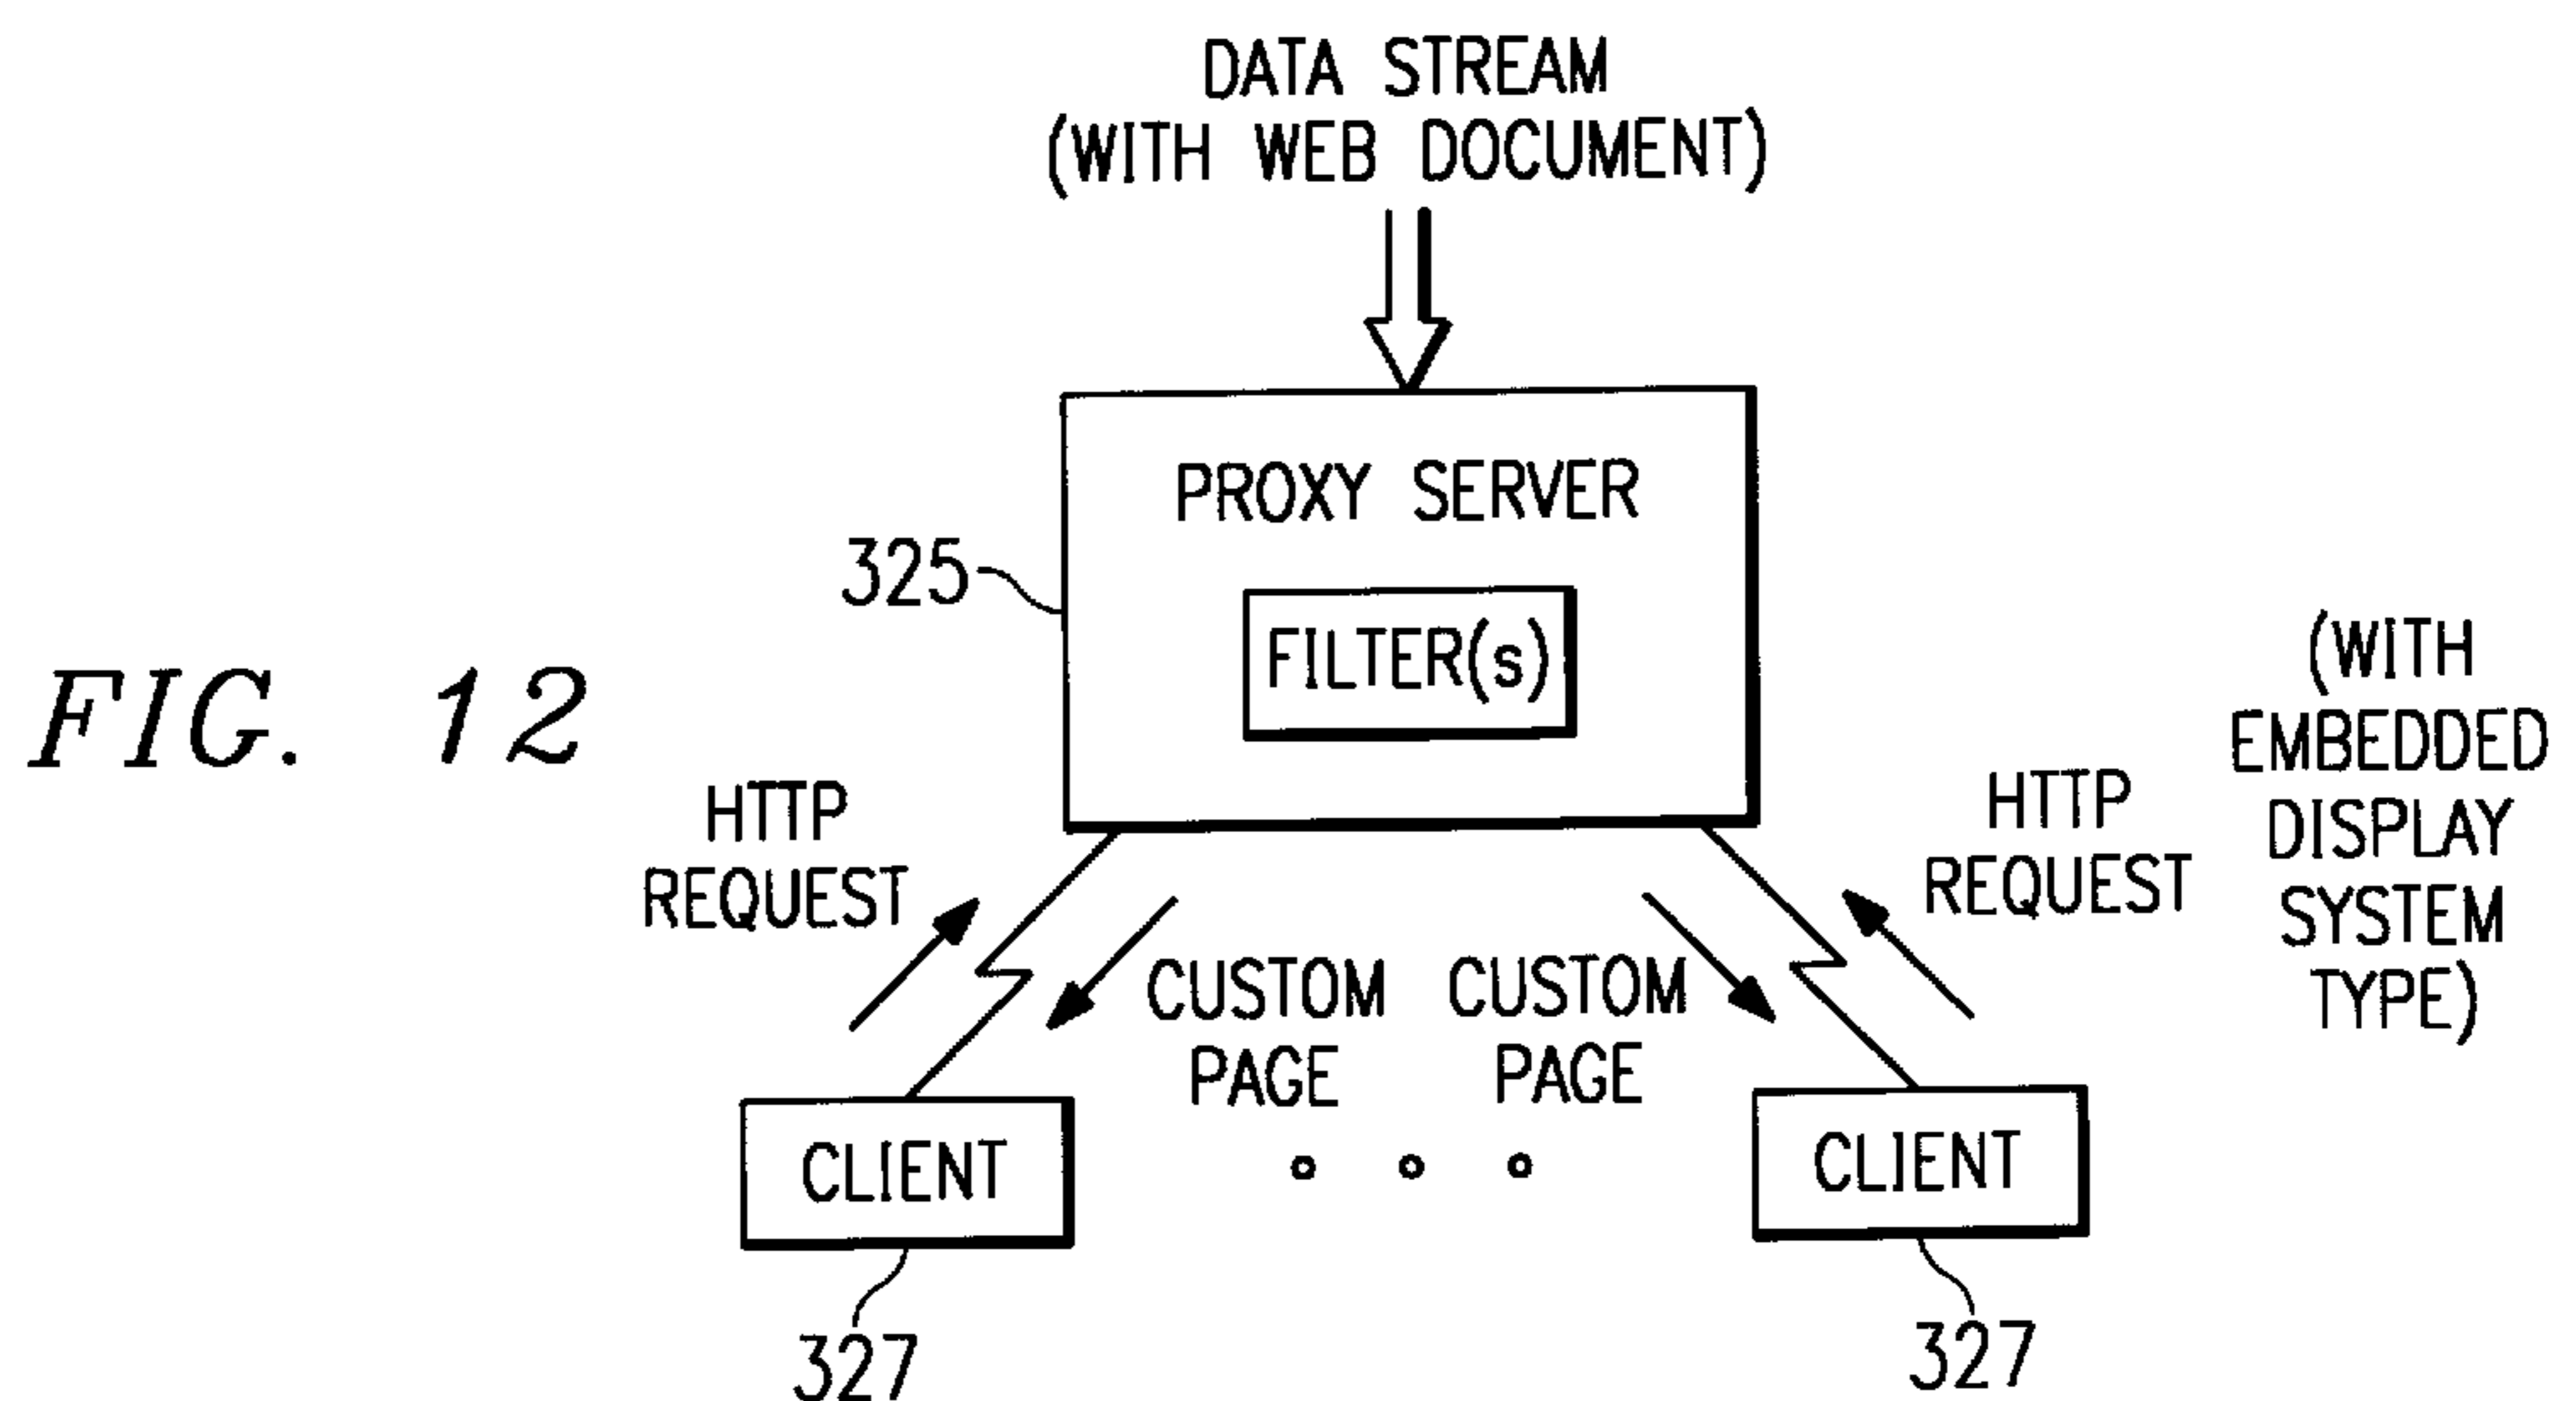 DATA STREAM
(WITH WEB DOCUMENT)
PROXY SERVER
325
FILTER(s)
FIG. 12
HTTP
REQUEST
CUSTOM
PAGE
CUSTOM
PAGE
HTTP
REQUEST
(WITH
EMBEDDED
DISPLAY
SYSTEM
TYPE)
CLIENT
CLIENT
327
327